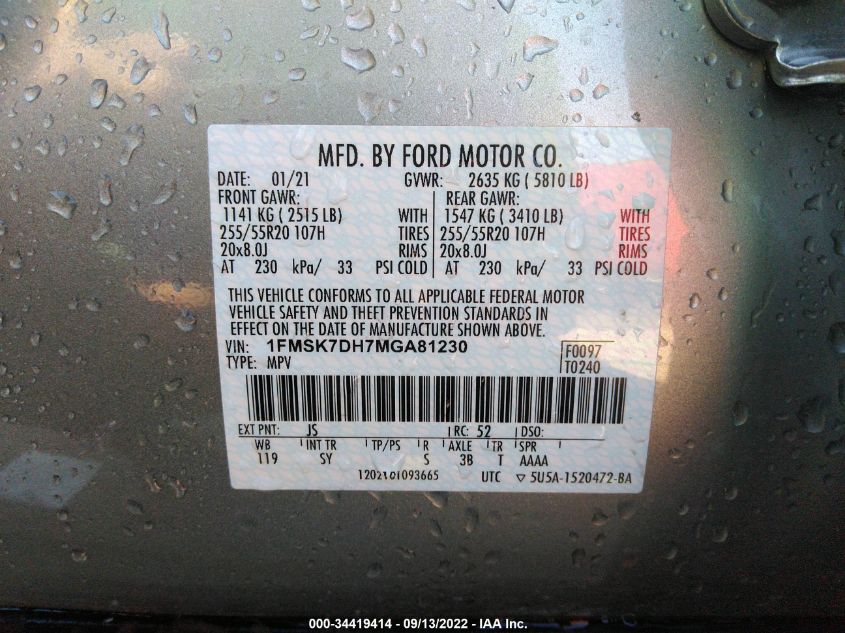 MFD. BY FORD MOTOR CO.
DATE: 01/21 GVWR: 2635 KG ( 5810 LB)
FRONT GAWR: REAR GAWR:
1141 KG ( 2515 LB) WITH 1547 KG ( 3410 LB) WITH
255/55R20 107H TIRES 255/55R20 107H TIRES
20x8.0J RIMS 20x8.0J RIMS
AT 230 kPa/ 33 PSI COLD AT 230 kPa/ 33 PSI COLD
THIS VEHICLE CONFORMS TO ALL APPLICABLE FEDERAL MOTOR
VEHICLE SAFETY AND THEFT PREVENTION STANDARDS IN
EFFECT ON THE DATE OF MANUFACTURE SHOWN ABOVE.
VIN: 1FMSK7DH7MGA81230 F0097
TYPE: MPV T0240
EXT PNT: JS RC: 52 DSO:
WB INT TR TP/PS R AXLE TR SPR
119 SY S 3B T AAAA
1202101093665 UTC ▽ 5U5A-1520472-BA
000-34419414 - 09/13/2022 - IAA Inc.